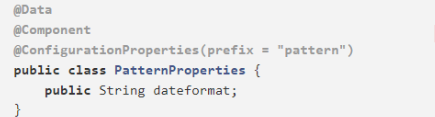 @Data
@Component
@ConfigurationProperties(prefix = "pattern")
public class PatternProperties {
    public String dateformat;
}